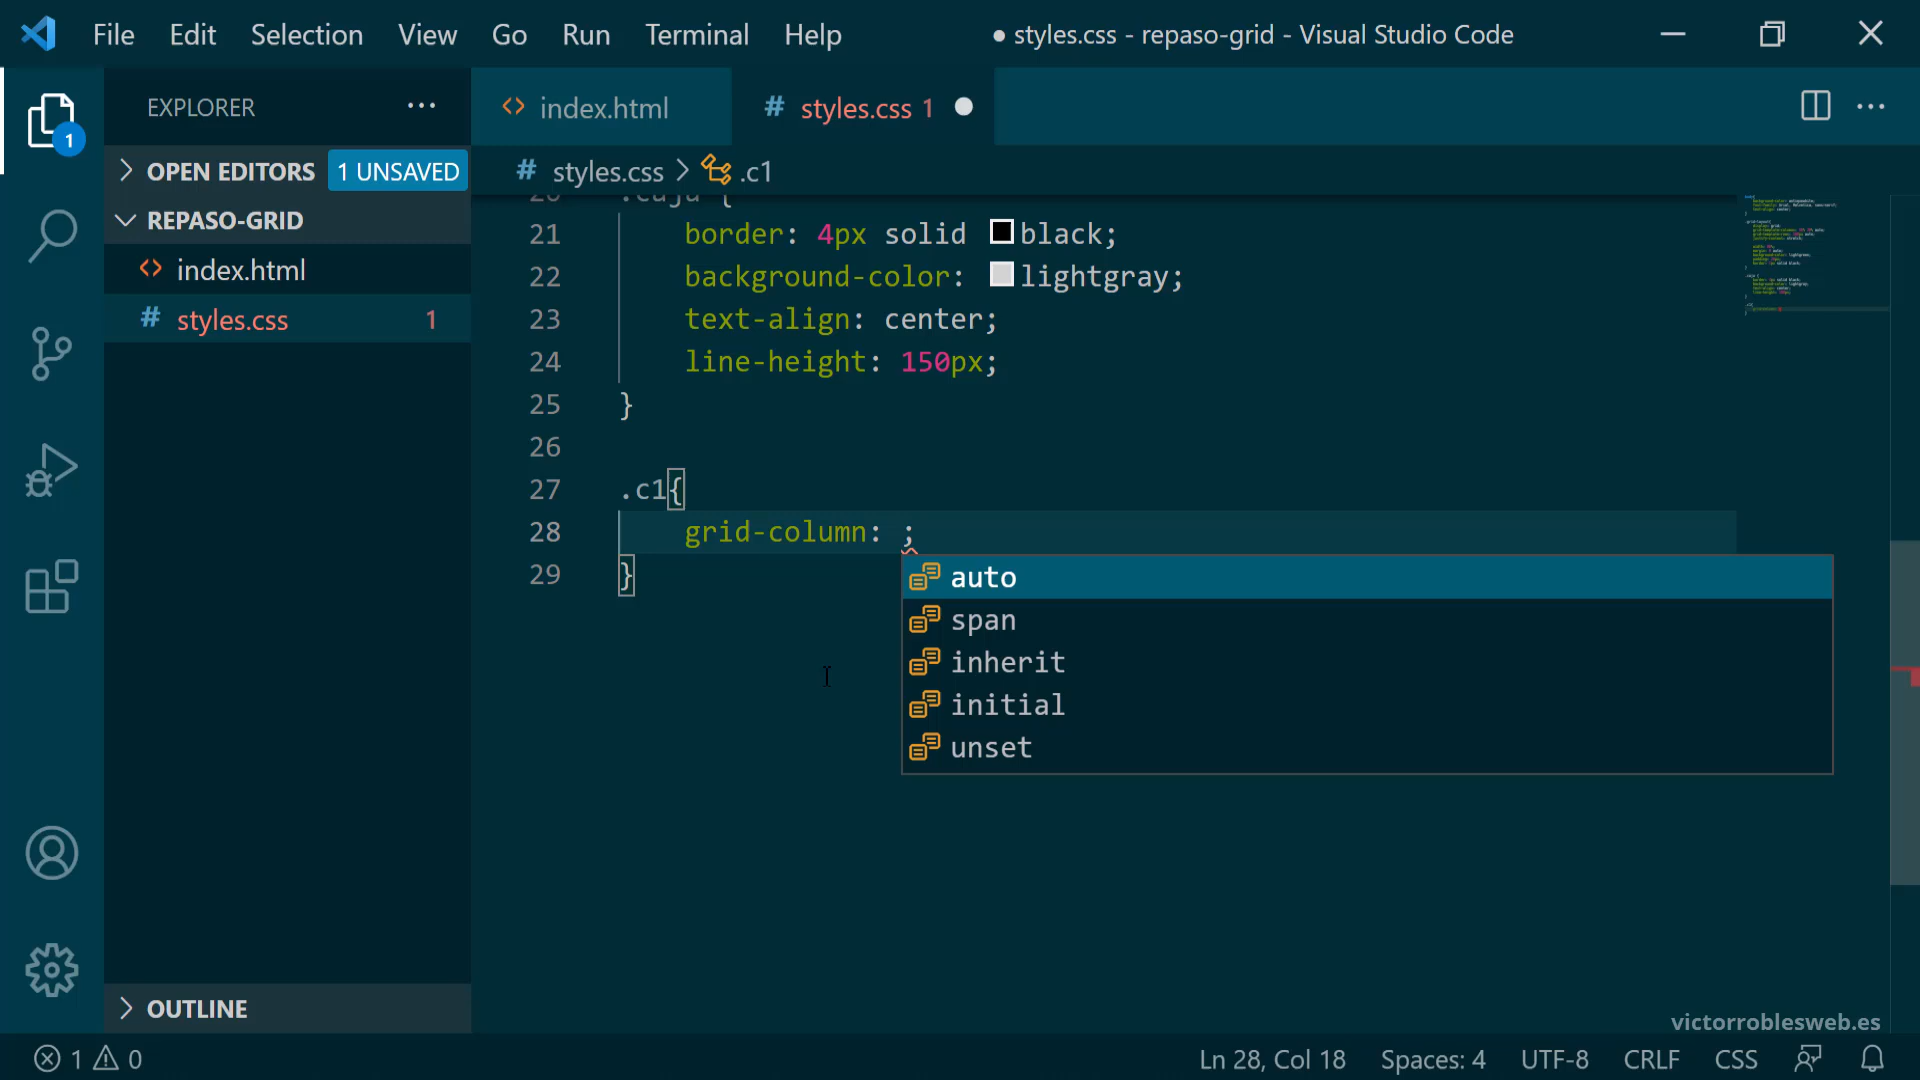 File Edit Selection View Go Run Terminal Help
● styles.css - repaso-grid - Visual Studio Code
EXPLORER ···
index.html
# styles.css 1
1
OPEN EDITORS 1 UNSAVED
# styles.css > .c1
REPASO-GRID
index.html
# styles.css 1
20 .caja {
21 border: 4px solid black;
22 background-color: lightgray;
23 text-align: center;
24 line-height: 150px;
25 }
26
27 .c1{
28 grid-column: ;
29 }
auto
span
inherit
initial
unset
OUTLINE
victorroblesweb.es
1 0
Ln 28, Col 18 Spaces: 4 UTF-8 CRLF CSS